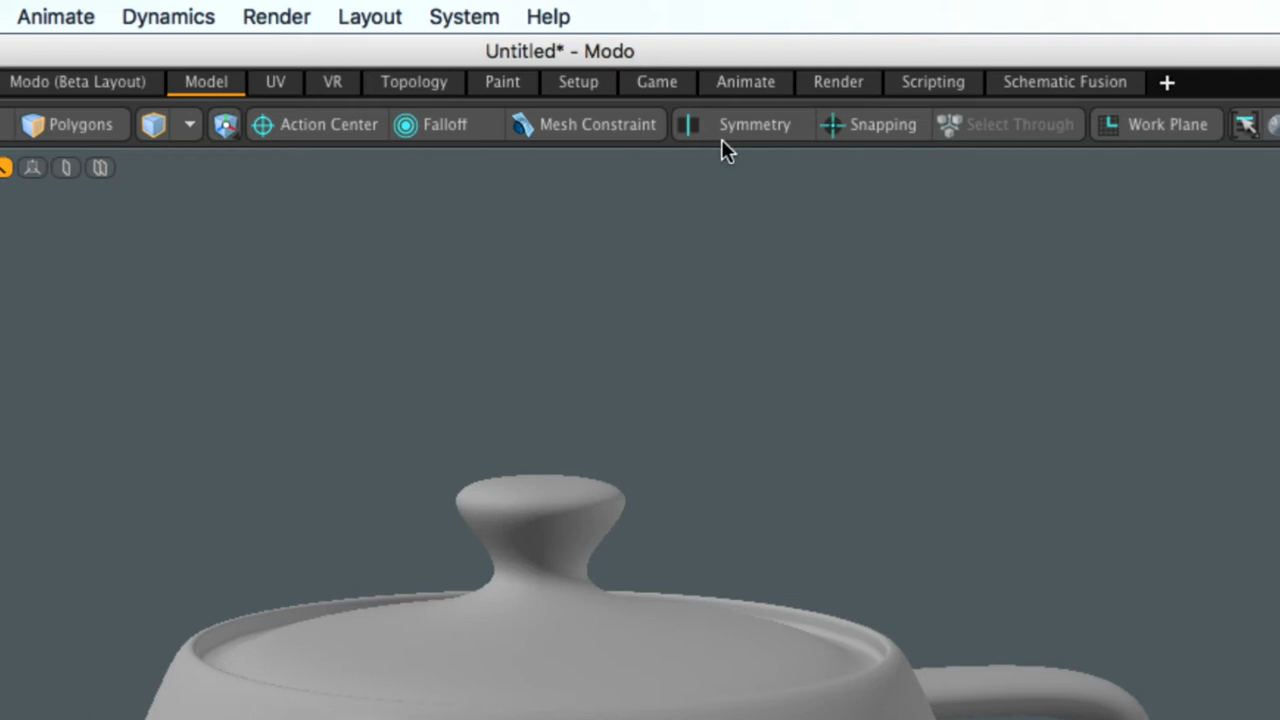 Animate Dynamics Render Layout System Help
Untitled* - Modo
Modo (Beta Layout) Model UV VR Topology Paint Setup Game Animate Render Scripting Schematic Fusion +
Polygons Action Center Falloff Mesh Constraint Symmetry Snapping Select Through Work Plane